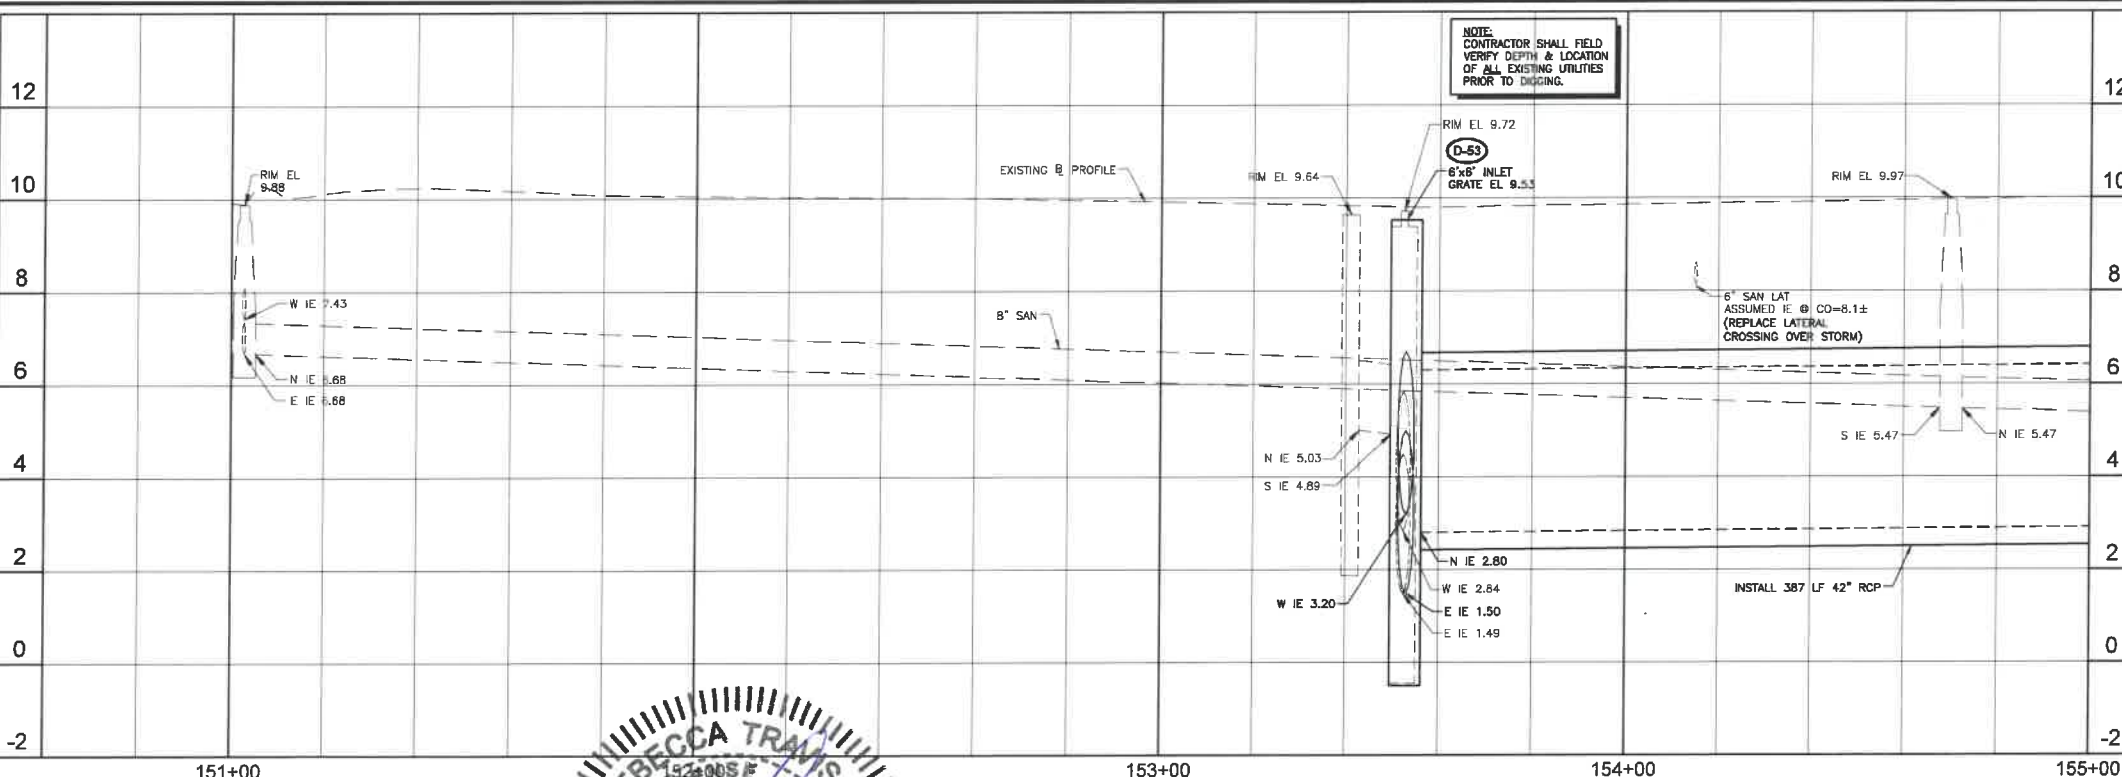 NOTE:
CONTRACTOR SHALL FIELD
VERIFY DEPTH & LOCATION
OF ALL EXISTING UTILITIES
PRIOR TO DIGGING.
12
12
RIM EL 9.72
D-53
6'x6' INLET
GRATE EL 9.53
RIM EL
9.88
EXISTING B PROFILE
RIM EL 9.64
RIM EL 9.97
10
10
8
8
W IE 7.43
8" SAN
6" SAN LAT
ASSUMED IE @ CO=8.1±
(REPLACE LATERAL
CROSSING OVER STORM)
6
6
N IE 6.68
E IE 6.68
S IE 5.47
N IE 5.47
N IE 5.03
S IE 4.89
4
4
2
2
N IE 2.80
W IE 2.84
W IE 3.20
E IE 1.50
E IE 1.49
INSTALL 387 LF 42" RCP
0
0
-2
-2
TRAVIS
151+00
152+00
153+00
154+00
155+00